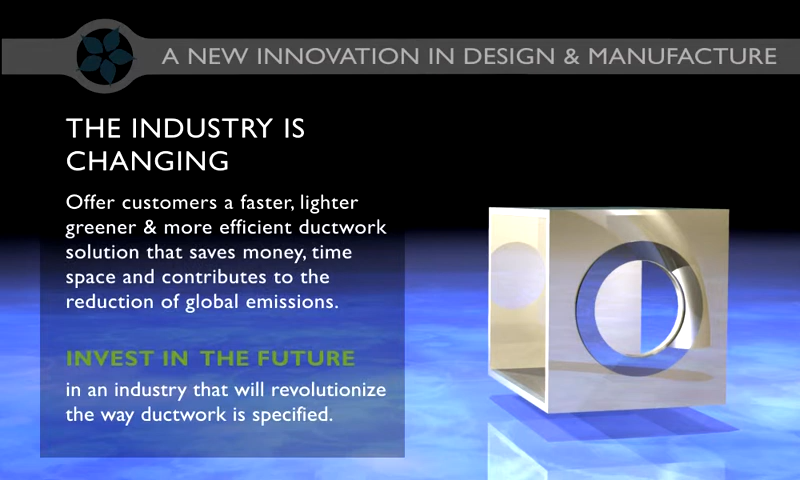 A NEW INNOVATION IN DESIGN & MANUFACTURE
THE INDUSTRY IS
CHANGING
Offer customers a faster, lighter
greener & more efficient ductwork
solution that saves money, time
space and contributes to the
reduction of global emissions.
INVEST IN THE FUTURE
in an industry that will revolutionize
the way ductwork is specified.